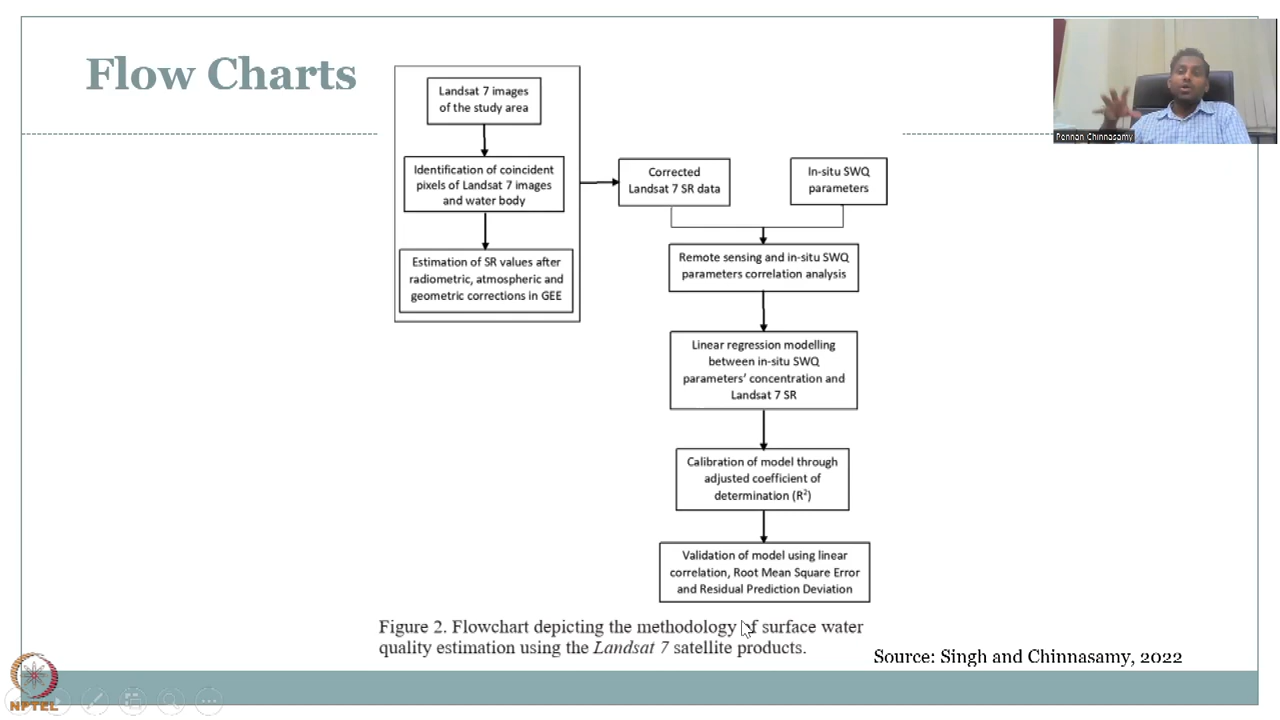 Flow Charts
Landsat 7 images
of the study area
Identification of coincident
pixels of Landsat 7 images
and water body
Estimation of SR values after
radiometric, atmospheric and
geometric corrections in GEE
Corrected
Landsat 7 SR data
In-situ SWQ
parameters
Remote sensing and in-situ SWQ
parameters correlation analysis
Linear regression modelling
between in-situ SWQ
parameters’ concentration and
Landsat 7 SR
Calibration of model through
adjusted coefficient of
determination (R²)
Validation of model using linear
correlation, Root Mean Square Error
and Residual Prediction Deviation
Figure 2. Flowchart depicting the methodology of surface water
quality estimation using the Landsat 7 satellite products.
Source: Singh and Chinnasamy, 2022
Pennan Chinnasamy
NPTEL